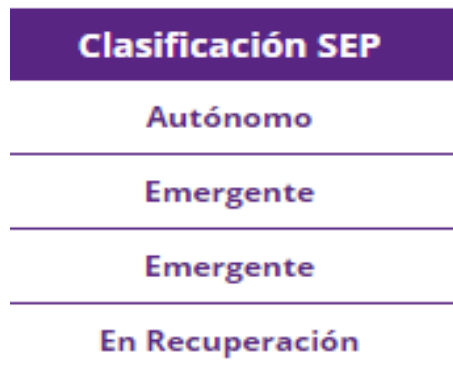 Clasificación SEP
Autónomo
Emergente
Emergente
En Recuperación